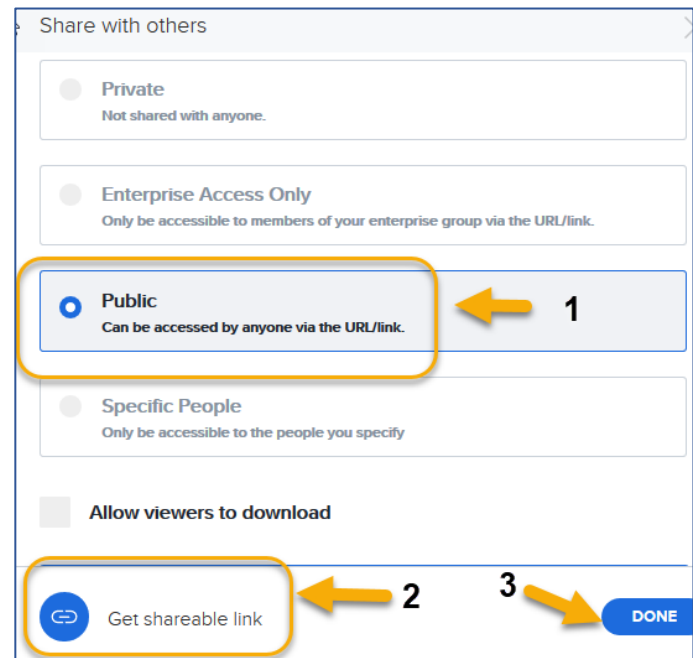 Share with others
Private
Not shared with anyone.
Enterprise Access Only
Only be accessible to members of your enterprise group via the URL/link.
Public
Can be accessed by anyone via the URL/link.
1
Specific People
Only be accessible to the people you specify
Allow viewers to download
Get shareable link
2
3
DONE